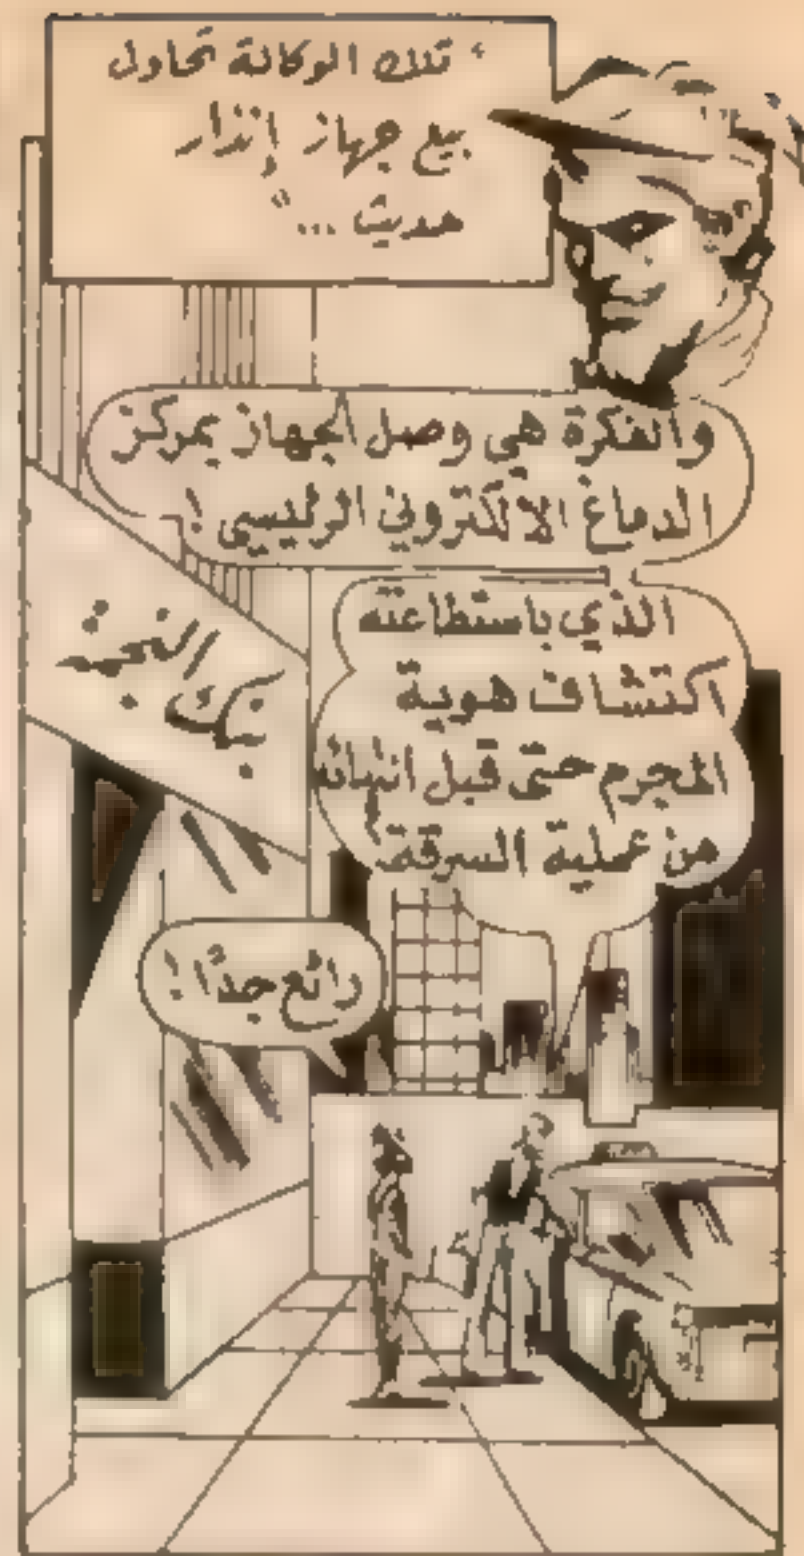 “ تلك الوكالة تحاول
بيع جهاز إنذار
حديث ... ”
والفكرة هي وصل الجهاز بمركز
الدماغ الالكتروني الرئيسي !
الذي باستطاعته
اكتشاف هوية
المجرم حتى قبل انتهائه
من عملية السرقة
بنك النجمة
رائع جدًا !